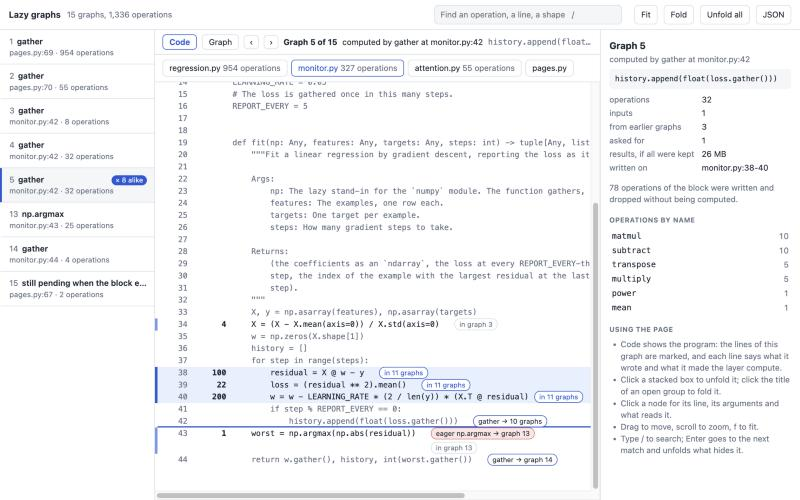 Lazy graphs 15 graphs, 1,336 operations
Find an operation, a line, a shape /
Fit Fold Unfold all JSON
1 gather
pages.py:69 · 954 operations
2 gather
pages.py:70 · 55 operations
3 gather
monitor.py:42 · 8 operations
4 gather
monitor.py:42 · 32 operations
5 gather × 8 alike
monitor.py:42 · 32 operations
13 np.argmax
monitor.py:43 · 25 operations
14 gather
monitor.py:44 · 4 operations
15 still pending when the block e...
pages.py:67 · 2 operations
Code Graph ‹ › Graph 5 of 15 computed by gather at monitor.py:42 history.append(float…
regression.py 954 operations monitor.py 327 operations attention.py 55 operations pages.py
14 LEARNING_RATE = 0.05
15 # The loss is gathered once in this many steps.
16 REPORT_EVERY = 5
17
18
19 def fit(np: Any, features: Any, targets: Any, steps: int) -> tuple[Any, list
20 """Fit a linear regression by gradient descent, reporting the loss as it
21
22 Args:
23 np: The lazy stand-in for the `numpy` module. The function gathers,
24 features: The examples, one row each.
25 targets: One target per example.
26 steps: How many gradient steps to take.
27
28 Returns:
29 (the coefficients as an `ndarray`, the loss at every REPORT_EVERY-th
30 step, the index of the example with the largest residual at the last
31 step).
32 """
33 X, y = np.asarray(features), np.asarray(targets)
34 4 X = (X - X.mean(axis=0)) / X.std(axis=0) in graph 3
35 w = np.zeros(X.shape[1])
36 history = []
37 for step in range(steps):
38 100 residual = X @ w - y in 11 graphs
39 22 loss = (residual ** 2).mean() in 11 graphs
40 200 w = w - LEARNING_RATE * (2 / len(y)) * (X.T @ residual) in 11 graphs
41 if step % REPORT_EVERY == 0:
42 history.append(float(loss.gather())) gather → 10 graphs
43 1 worst = np.argmax(np.abs(residual)) eager np.argmax → graph 13
in graph 13
44 return w.gather(), history, int(worst.gather()) gather → graph 14
Graph 5
computed by gather at monitor.py:42
history.append(float(loss.gather()))
operations 32
inputs 1
from earlier graphs 3
asked for 1
results, if all were kept 26 MB
written on monitor.py:38-40
78 operations of the block were written and
dropped without being computed.
OPERATIONS BY NAME
matmul 10
subtract 10
transpose 5
multiply 5
power 1
mean 1
USING THE PAGE
• Code shows the program: the lines of this
graph are marked, and each line says what it
wrote and what it made the layer compute.
• Click a stacked box to unfold it; click the title
of an open group to fold it.
• Click a node for its line, its arguments and
what reads it.
• Drag to move, scroll to zoom, f to fit.
• Type / to search; Enter goes to the next
match and unfolds what hides it.